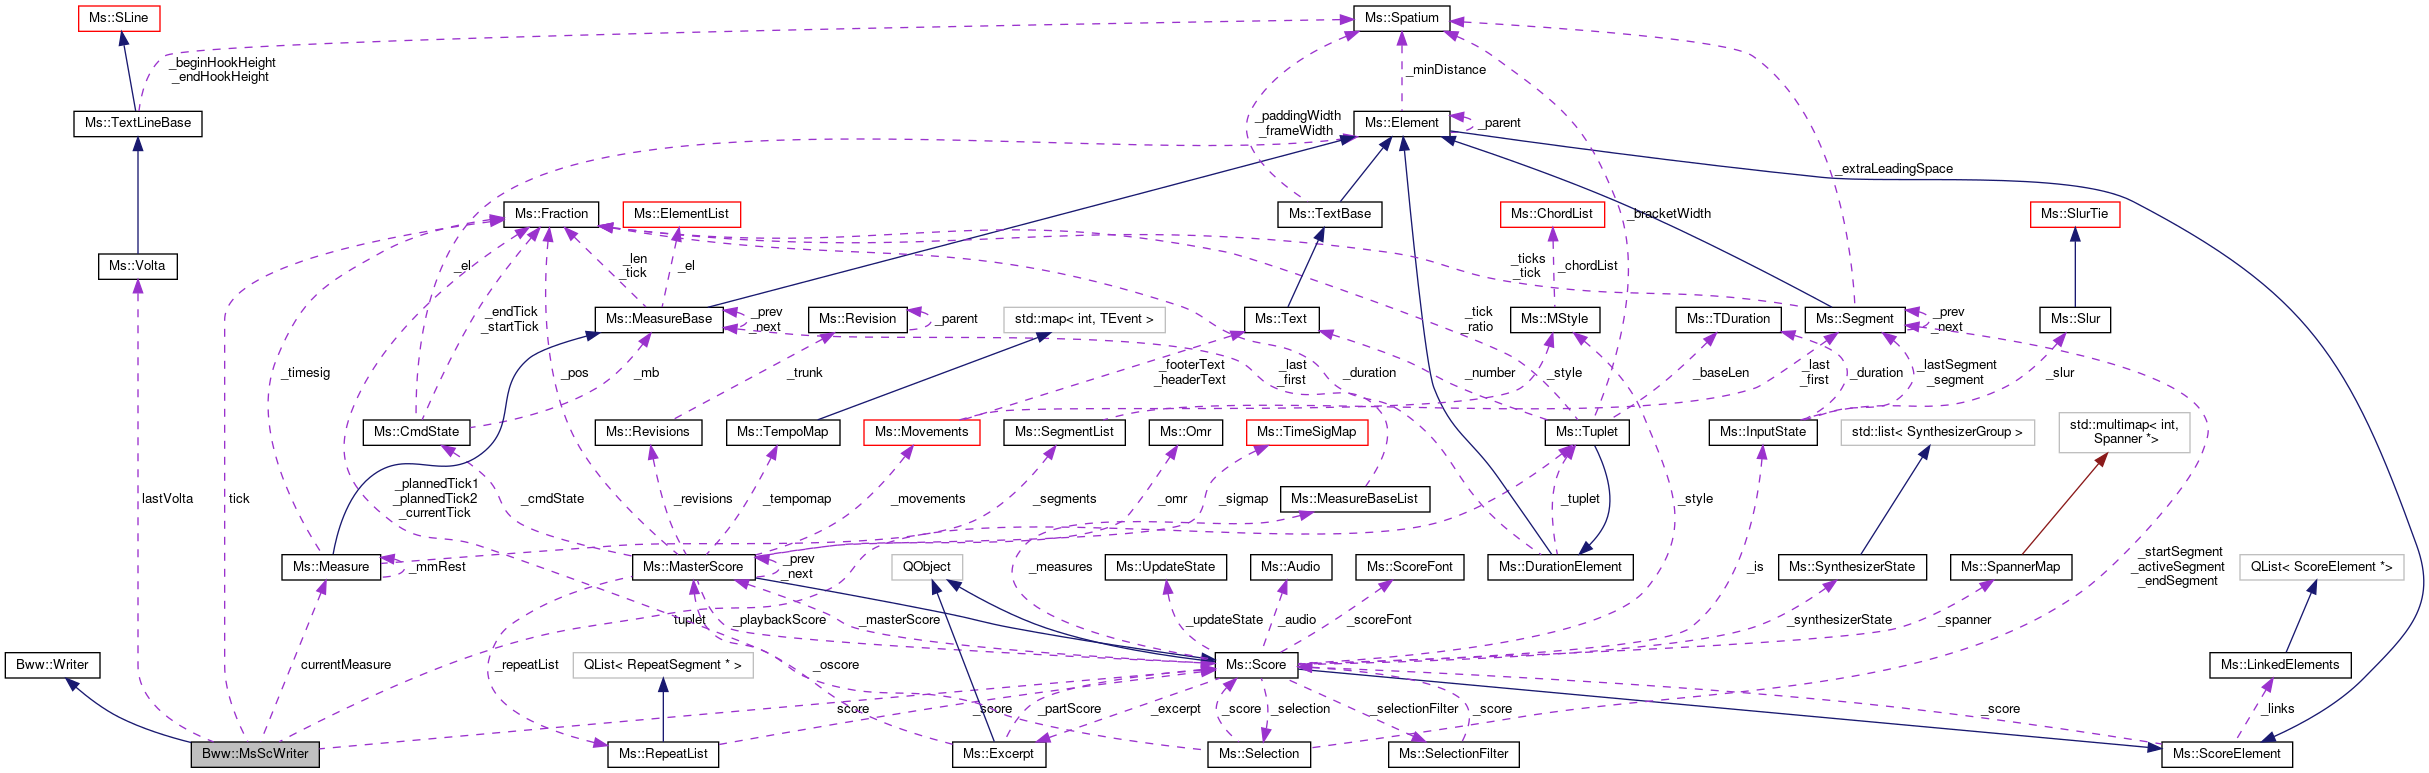 Ms::SLine
Ms::Spatium
_beginHookHeight
_endHookHeight
_minDistance
Ms::TextLineBase
_paddingWidth
_frameWidth
Ms::Element
_parent
_extraLeadingSpace
Ms::Fraction
Ms::ElementList
Ms::TextBase
_bracketWidth
Ms::ChordList
Ms::SlurTie
Ms::Volta
_el
_len
_tick
_el
_ticks
_tick
_chordList
_endTick
_startTick
Ms::MeasureBase
_prev
_next
Ms::Revision
_parent
std::map< int, TEvent >
Ms::Text
_tick
_ratio
Ms::MStyle
Ms::TDuration
Ms::Segment
_prev
_next
Ms::Slur
_timesig
_pos
_mb
_trunk
_footerText
_headerText
_last
_first
_duration
_number
_style
_baseLen
_last
_first
_duration
_lastSegment
_segment
_slur
Ms::CmdState
Ms::Revisions
Ms::TempoMap
Ms::Movements
Ms::SegmentList
Ms::Omr
Ms::TimeSigMap
Ms::Tuplet
Ms::InputState
std::list< SynthesizerGroup >
std::multimap< int,
Spanner *>
lastVolta
tick
_plannedTick1
_plannedTick2
_currentTick
_cmdState
_revisions
_tempomap
_movements
_segments
_omr
_sigmap
Ms::MeasureBaseList
_tuplet
_style
Ms::Measure
_mmRest
Ms::MasterScore
_prev
_next
QObject
_measures
Ms::UpdateState
Ms::Audio
Ms::ScoreFont
Ms::DurationElement
_is
Ms::SynthesizerState
Ms::SpannerMap
_startSegment
_activeSegment
_endSegment
QList< ScoreElement *>
tuplet
_playbackScore
_masterScore
_updateState
_audio
_scoreFont
_synthesizerState
_spanner
Bww::Writer
currentMeasure
_repeatList
QList< RepeatSegment * >
_oscore
Ms::Score
Ms::LinkedElements
score
_score
_partScore
_excerpt
_score
_selection
_selectionFilter
_score
_score
_links
Bww::MsScWriter
Ms::RepeatList
Ms::Excerpt
Ms::Selection
Ms::SelectionFilter
Ms::ScoreElement